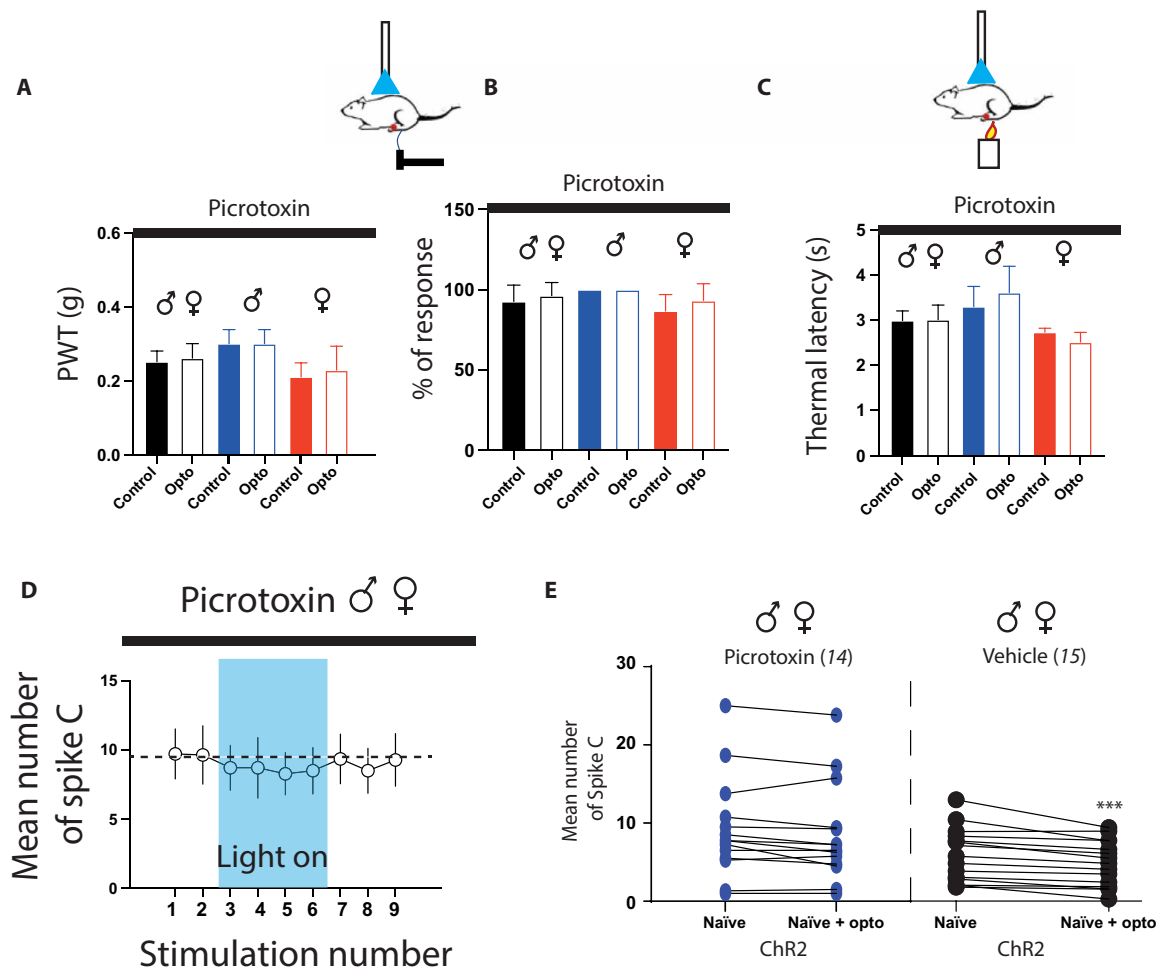 A
B
C
Picrotoxin
PWT (g)
0.6
0.4
0.2
0.0
♂ ♀
♂
♀
Control
Opto
Control
Opto
Control
Opto
Picrotoxin
% of response
150
100
50
0
♂ ♀
♂
♀
Control
Opto
Control
Opto
Control
Opto
Picrotoxin
Thermal latency (s)
5
4
3
2
1
0
♂ ♀
♂
♀
Control
Opto
Control
Opto
Control
Opto
D
Picrotoxin ♂ ♀
Mean number
of spike C
15
10
5
0
Light on
1 2 3 4 5 6 7 8 9
Stimulation number
E
♂ ♀
♂ ♀
Picrotoxin (14)
Vehicle (15)
Mean number
of Spike C
30
20
10
0
***
Naïve
Naïve + opto
Naïve
Naïve + opto
ChR2
ChR2